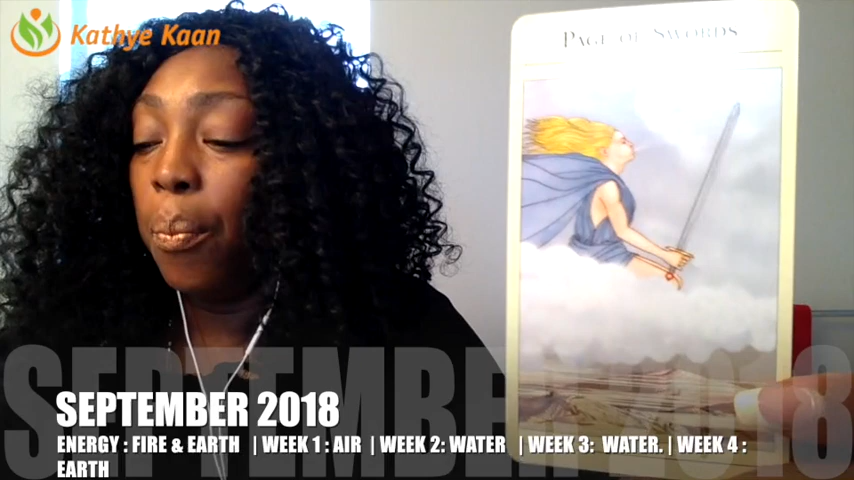 Kathye Kaan
PAGE OF SWORDS
SEPTEMBER 2018
SEPTEMBER 2018
ENERGY : FIRE & EARTH | WEEK 1 : AIR | WEEK 2: WATER | WEEK 3: WATER. | WEEK 4 :
EARTH